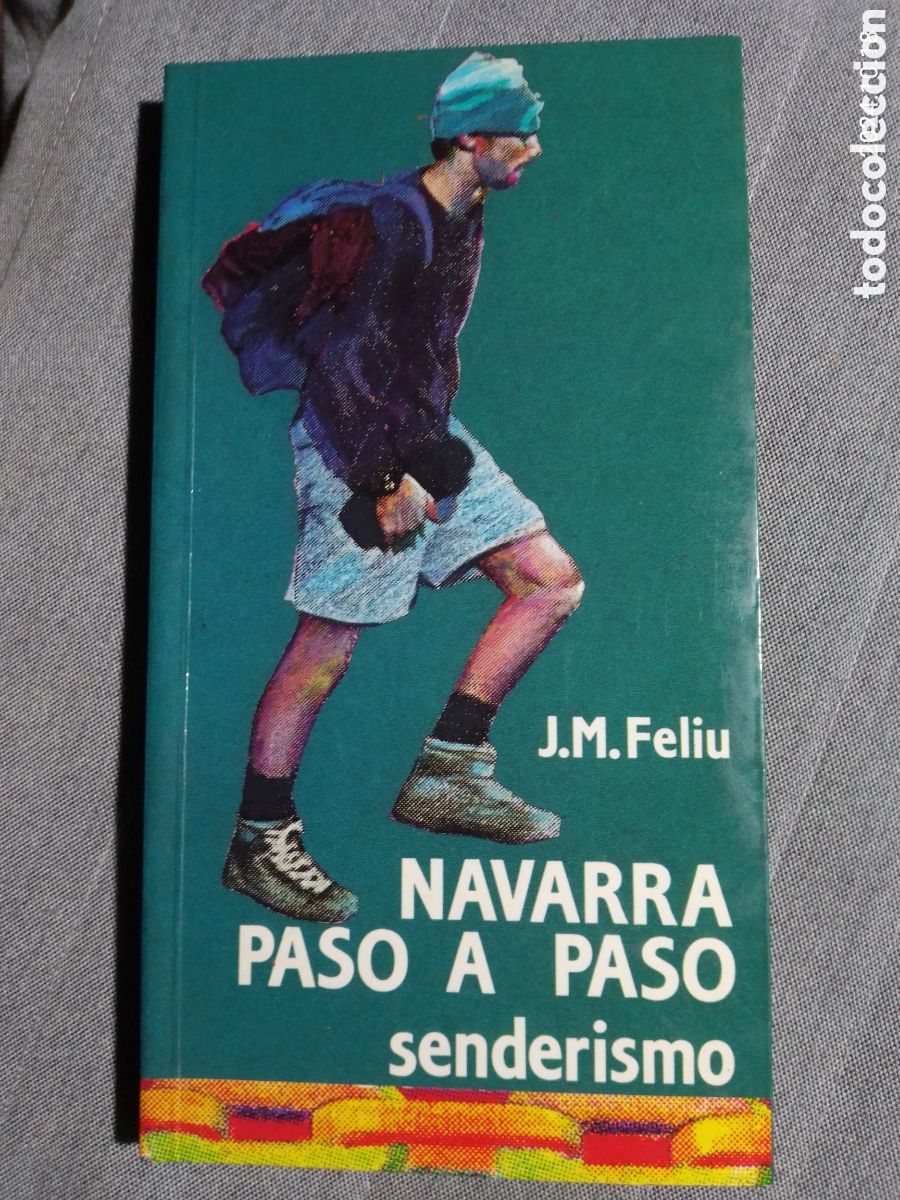 todocoleccion
J.M.Feliu
NAVARRA
PASO A PASO
senderismo